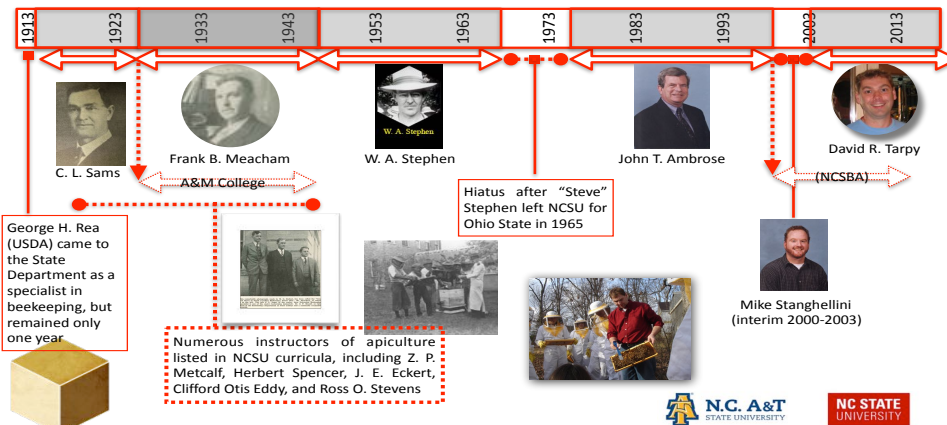 1913
1923
1933
1943
1953
1963
1973
1983
1993
2003
2013
C. L. Sams
Frank B. Meacham
W. A. Stephen
W. A. Stephen
John T. Ambrose
David R. Tarpy
A&M College
(NCSBA)
George H. Rea
(USDA) came to
the State
Department as a
specialist in
beekeeping, but
remained only
one year
Hiatus after “Steve”
Stephen left NCSU for
Ohio State in 1965
Mike Stanghellini
(interim 2000-2003)
Numerous instructors of apiculture
listed in NCSU curricula, including Z. P.
Metcalf, Herbert Spencer, J. E. Eckert,
Clifford Otis Eddy, and Ross O. Stevens
N.C. A&T
STATE UNIVERSITY
NC STATE
UNIVERSITY